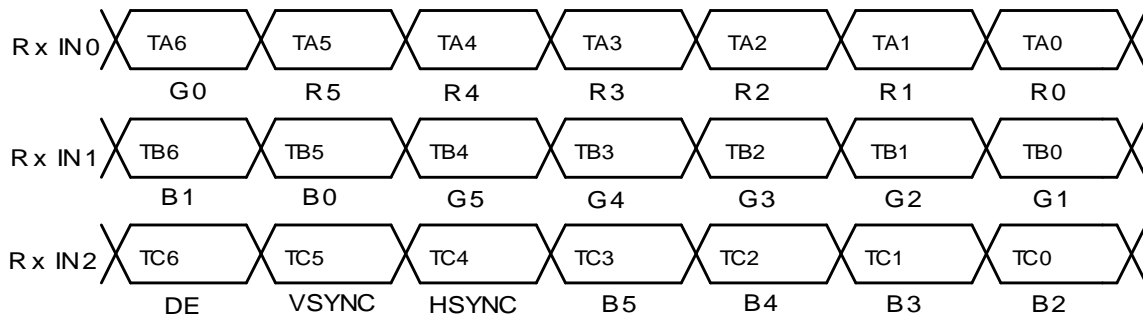 Rx IN0 TA6 TA5 TA4 TA3 TA2 TA1 TA0
G0 R5 R4 R3 R2 R1 R0
Rx IN1 TB6 TB5 TB4 TB3 TB2 TB1 TB0
B1 B0 G5 G4 G3 G2 G1
Rx IN2 TC6 TC5 TC4 TC3 TC2 TC1 TC0
DE VSYNC HSYNC B5 B4 B3 B2